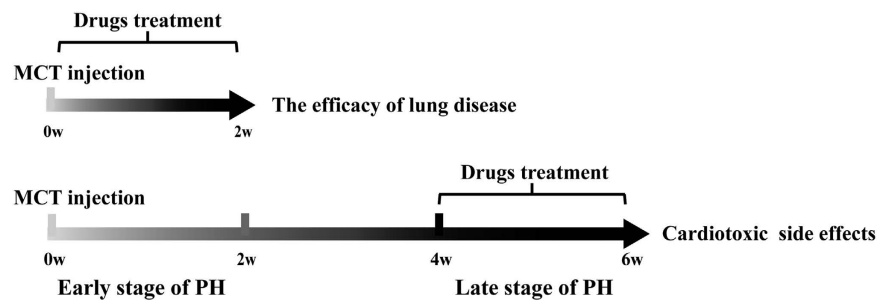 Drugs treatment
MCT injection
The efficacy of lung disease
0w 2w
Drugs treatment
MCT injection
Cardiotoxic side effects
0w 2w 4w 6w
Early stage of PH Late stage of PH